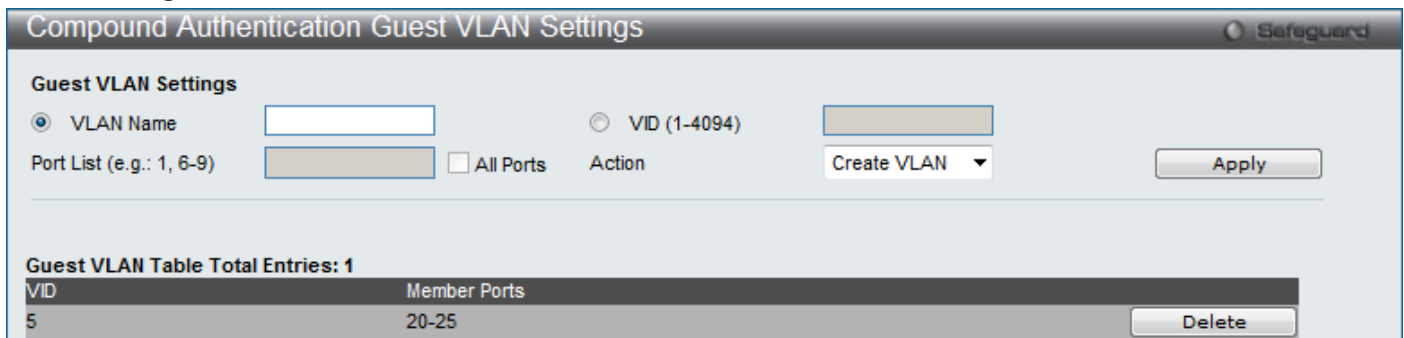 Compound Authentication Guest VLAN Settings Safeguard
Guest VLAN Settings
VLAN Name VID (1-4094)
Port List (e.g.: 1, 6-9) All Ports Action Create VLAN Apply
Guest VLAN Table Total Entries: 1
VID Member Ports
5 20-25 Delete